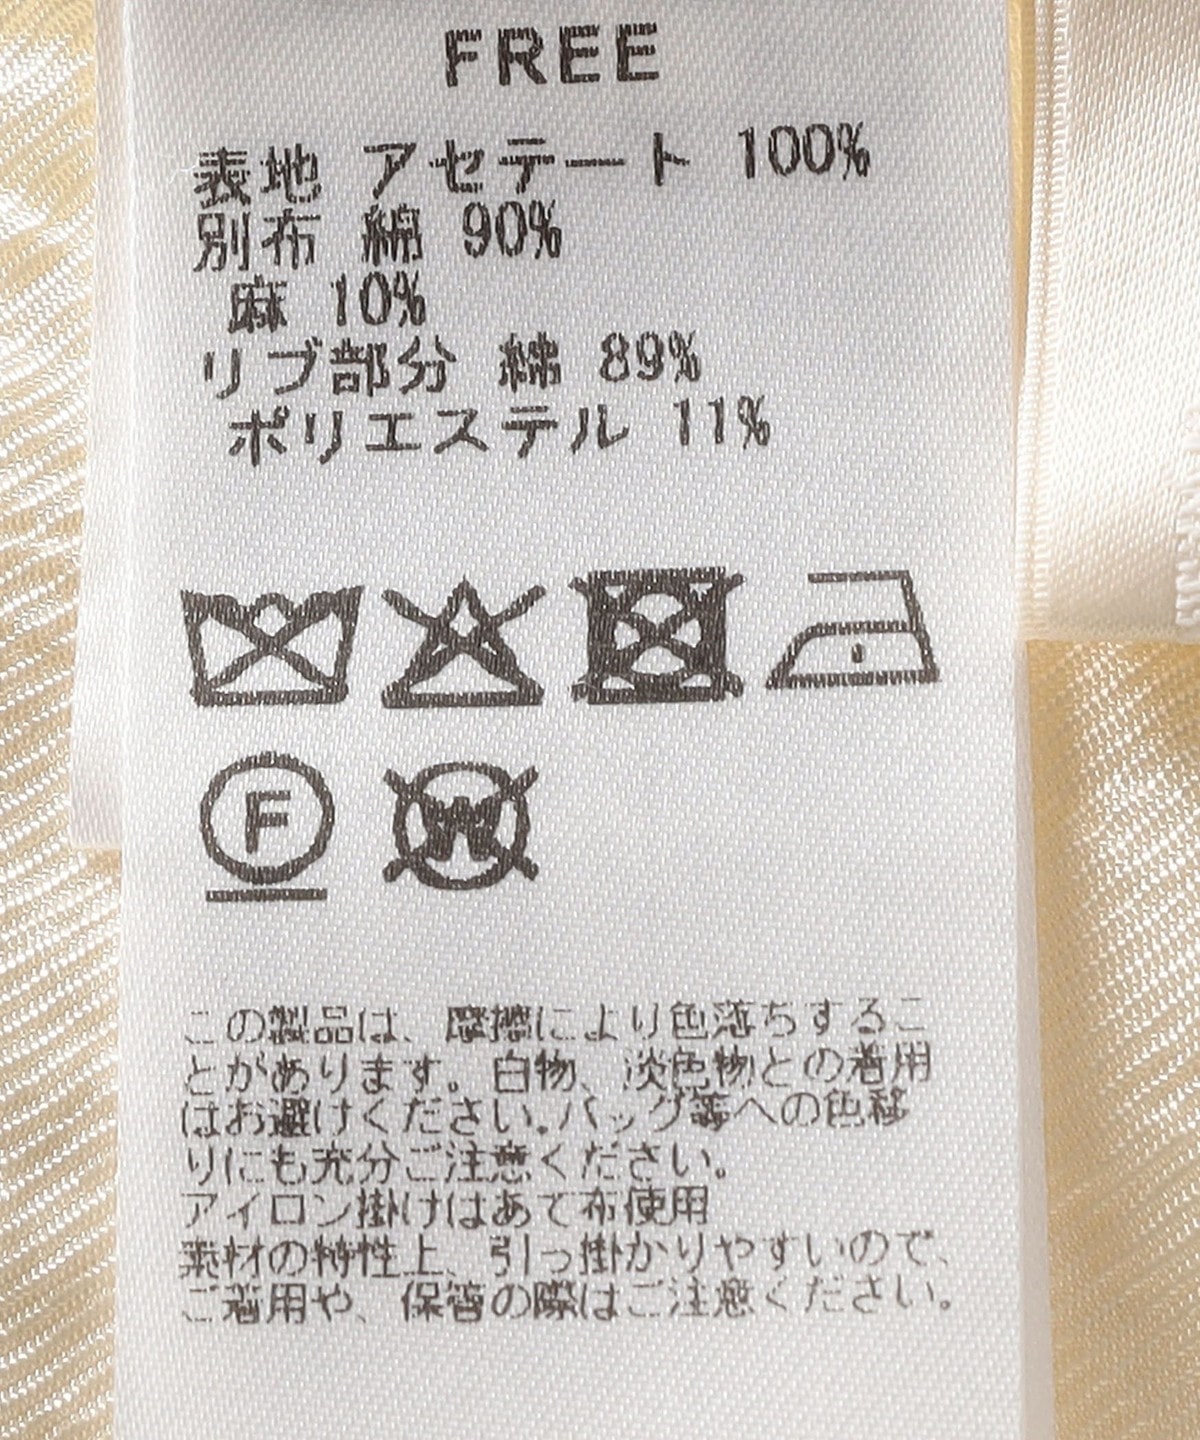 FREE
表地 アセテート 100%
別布 綿 90%
麻 10%
リブ部分 綿 89%
ポリエステル 11%
F
W
この製品は、摩擦により色落ちするこ
とがあります。白物、淡色物との着用
はお避けください。バッグ等への色移
りにも充分ご注意ください。
アイロン掛けはあて布使用
素材の特性上、引っ掛かりやすいので、
ご着用や、保管の際はご注意ください。